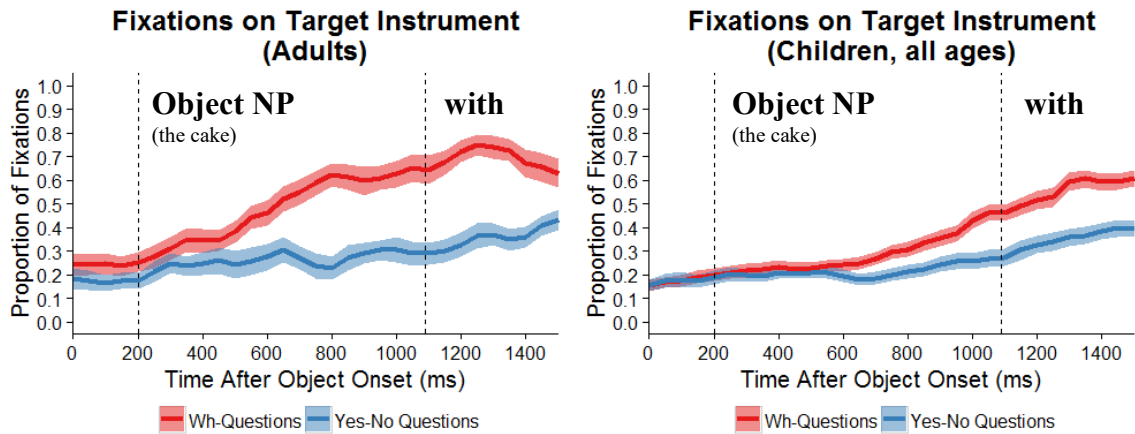 Fixations on Target Instrument
(Adults)
Proportion of Fixations
1.0
0.9
0.8
0.7
0.6
0.5
0.4
0.3
0.2
0.1
0.0
Object NP
(the cake)
with
0 200 400 600 800 1000 1200 1400
Time After Object Onset (ms)
Wh-Questions Yes-No Questions
Fixations on Target Instrument
(Children, all ages)
Proportion of Fixations
1.0
0.9
0.8
0.7
0.6
0.5
0.4
0.3
0.2
0.1
0.0
Object NP
(the cake)
with
0 200 400 600 800 1000 1200 1400
Time After Object Onset (ms)
Wh-Questions Yes-No Questions